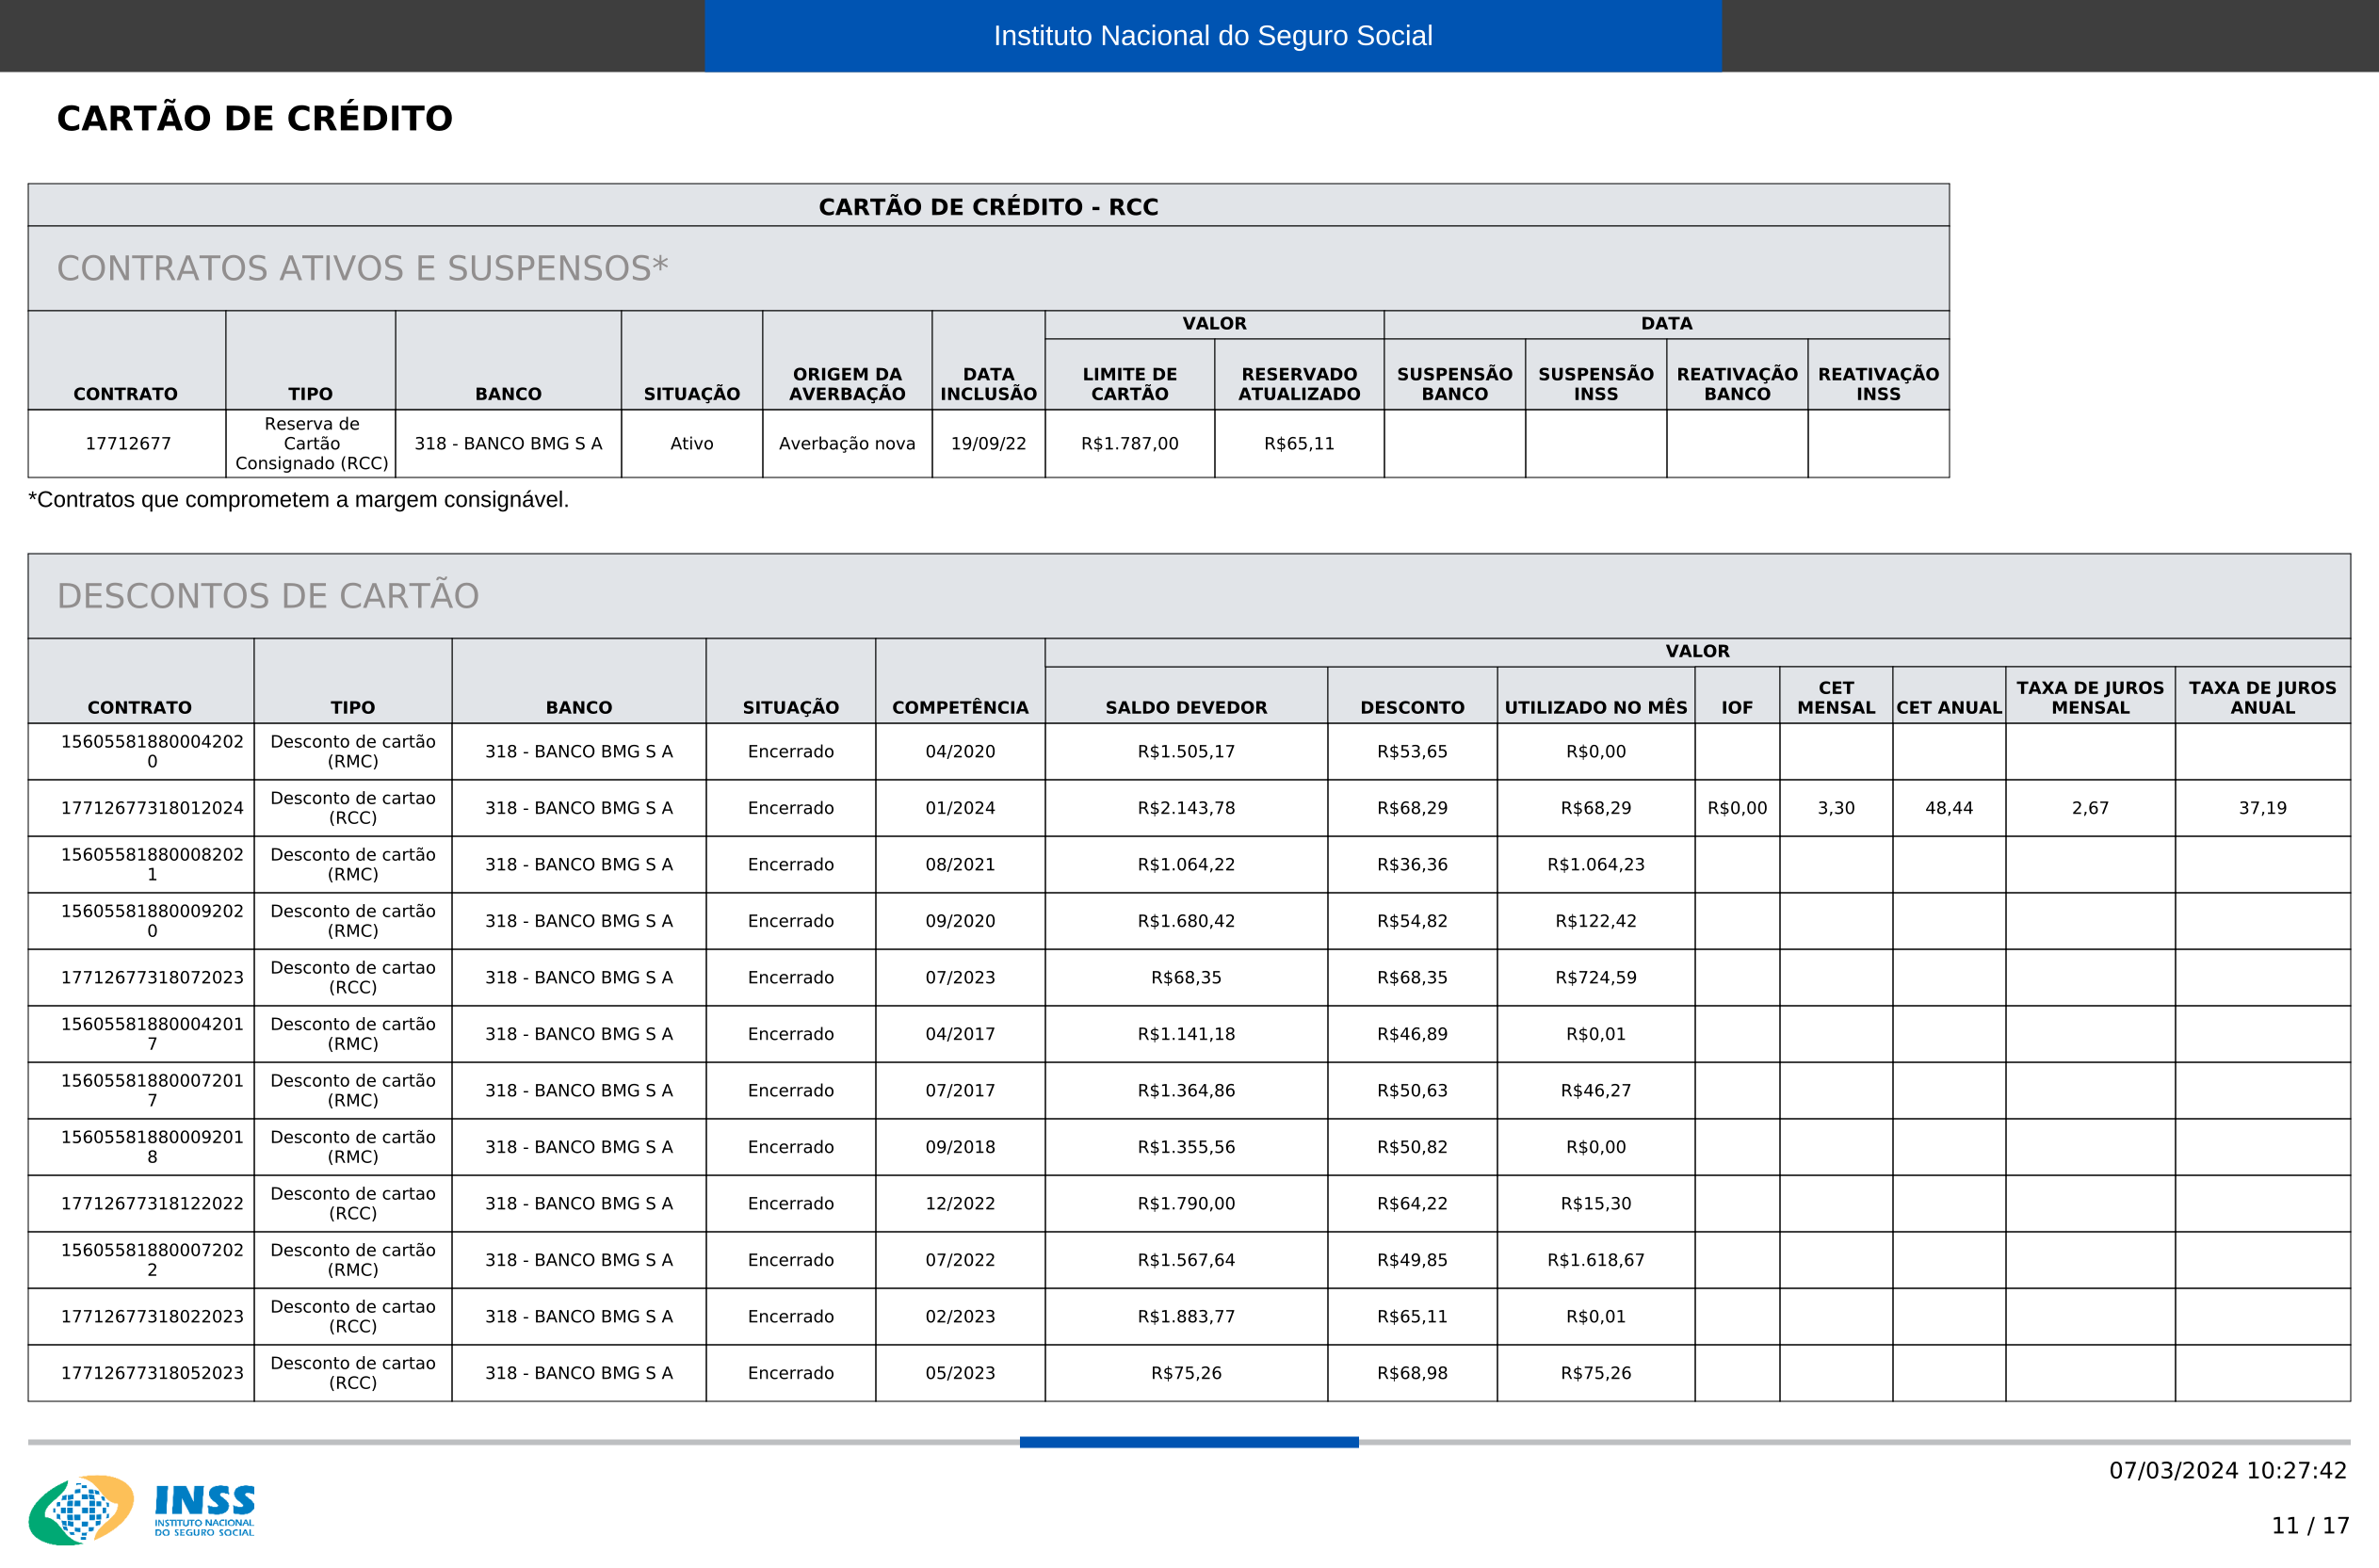 Instituto Nacional do Seguro Social
CARTÃO DE CRÉDITO
CARTÃO DE CRÉDITO - RCC
CONTRATOS ATIVOS E SUSPENSOS*
CONTRATO TIPO BANCO SITUAÇÃO ORIGEM DA AVERBAÇÃO DATA INCLUSÃO VALOR DATA
LIMITE DE CARTÃO RESERVADO ATUALIZADO SUSPENSÃO BANCO SUSPENSÃO INSS REATIVAÇÃO BANCO REATIVAÇÃO INSS
17712677 Reserva de Cartão Consignado (RCC) 318 - BANCO BMG S A Ativo Averbação nova 19/09/22 R$1.787,00 R$65,11
*Contratos que comprometem a margem consignável.
DESCONTOS DE CARTÃO
CONTRATO TIPO BANCO SITUAÇÃO COMPETÊNCIA VALOR
SALDO DEVEDOR DESCONTO UTILIZADO NO MÊS IOF CET MENSAL CET ANUAL TAXA DE JUROS MENSAL TAXA DE JUROS ANUAL
156055818800042020 Desconto de cartão (RMC) 318 - BANCO BMG S A Encerrado 04/2020 R$1.505,17 R$53,65 R$0,00
17712677318012024 Desconto de cartao (RCC) 318 - BANCO BMG S A Encerrado 01/2024 R$2.143,78 R$68,29 R$68,29 R$0,00 3,30 48,44 2,67 37,19
156055818800082021 Desconto de cartão (RMC) 318 - BANCO BMG S A Encerrado 08/2021 R$1.064,22 R$36,36 R$1.064,23
156055818800092020 Desconto de cartão (RMC) 318 - BANCO BMG S A Encerrado 09/2020 R$1.680,42 R$54,82 R$122,42
17712677318072023 Desconto de cartao (RCC) 318 - BANCO BMG S A Encerrado 07/2023 R$68,35 R$68,35 R$724,59
156055818800042017 Desconto de cartão (RMC) 318 - BANCO BMG S A Encerrado 04/2017 R$1.141,18 R$46,89 R$0,01
156055818800072017 Desconto de cartão (RMC) 318 - BANCO BMG S A Encerrado 07/2017 R$1.364,86 R$50,63 R$46,27
156055818800092018 Desconto de cartão (RMC) 318 - BANCO BMG S A Encerrado 09/2018 R$1.355,56 R$50,82 R$0,00
17712677318122022 Desconto de cartao (RCC) 318 - BANCO BMG S A Encerrado 12/2022 R$1.790,00 R$64,22 R$15,30
156055818800072022 Desconto de cartão (RMC) 318 - BANCO BMG S A Encerrado 07/2022 R$1.567,64 R$49,85 R$1.618,67
17712677318022023 Desconto de cartao (RCC) 318 - BANCO BMG S A Encerrado 02/2023 R$1.883,77 R$65,11 R$0,01
17712677318052023 Desconto de cartao (RCC) 318 - BANCO BMG S A Encerrado 05/2023 R$75,26 R$68,98 R$75,26
07/03/2024 10:27:42
INSS
INSTITUTO NACIONAL
DO SEGURO SOCIAL
11 / 17